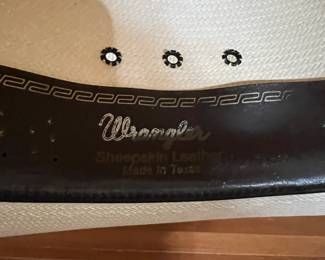 Wrangler
Sheepskin Leather
Made in Texas